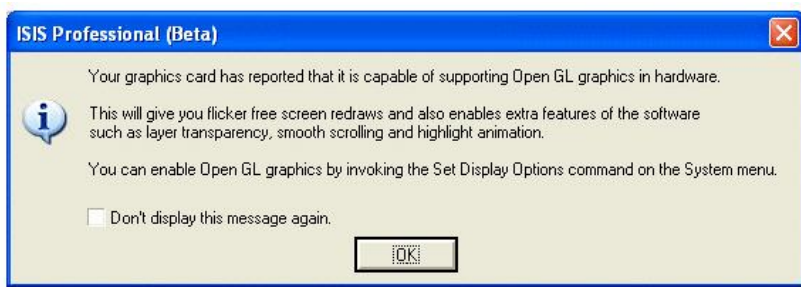 ISIS Professional (Beta)
Your graphics card has reported that it is capable of supporting Open GL graphics in hardware.
This will give you flicker free screen redraws and also enables extra features of the software
such as layer transparency, smooth scrolling and highlight animation.
You can enable Open GL graphics by invoking the Set Display Options command on the System menu.
Don't display this message again.
OK